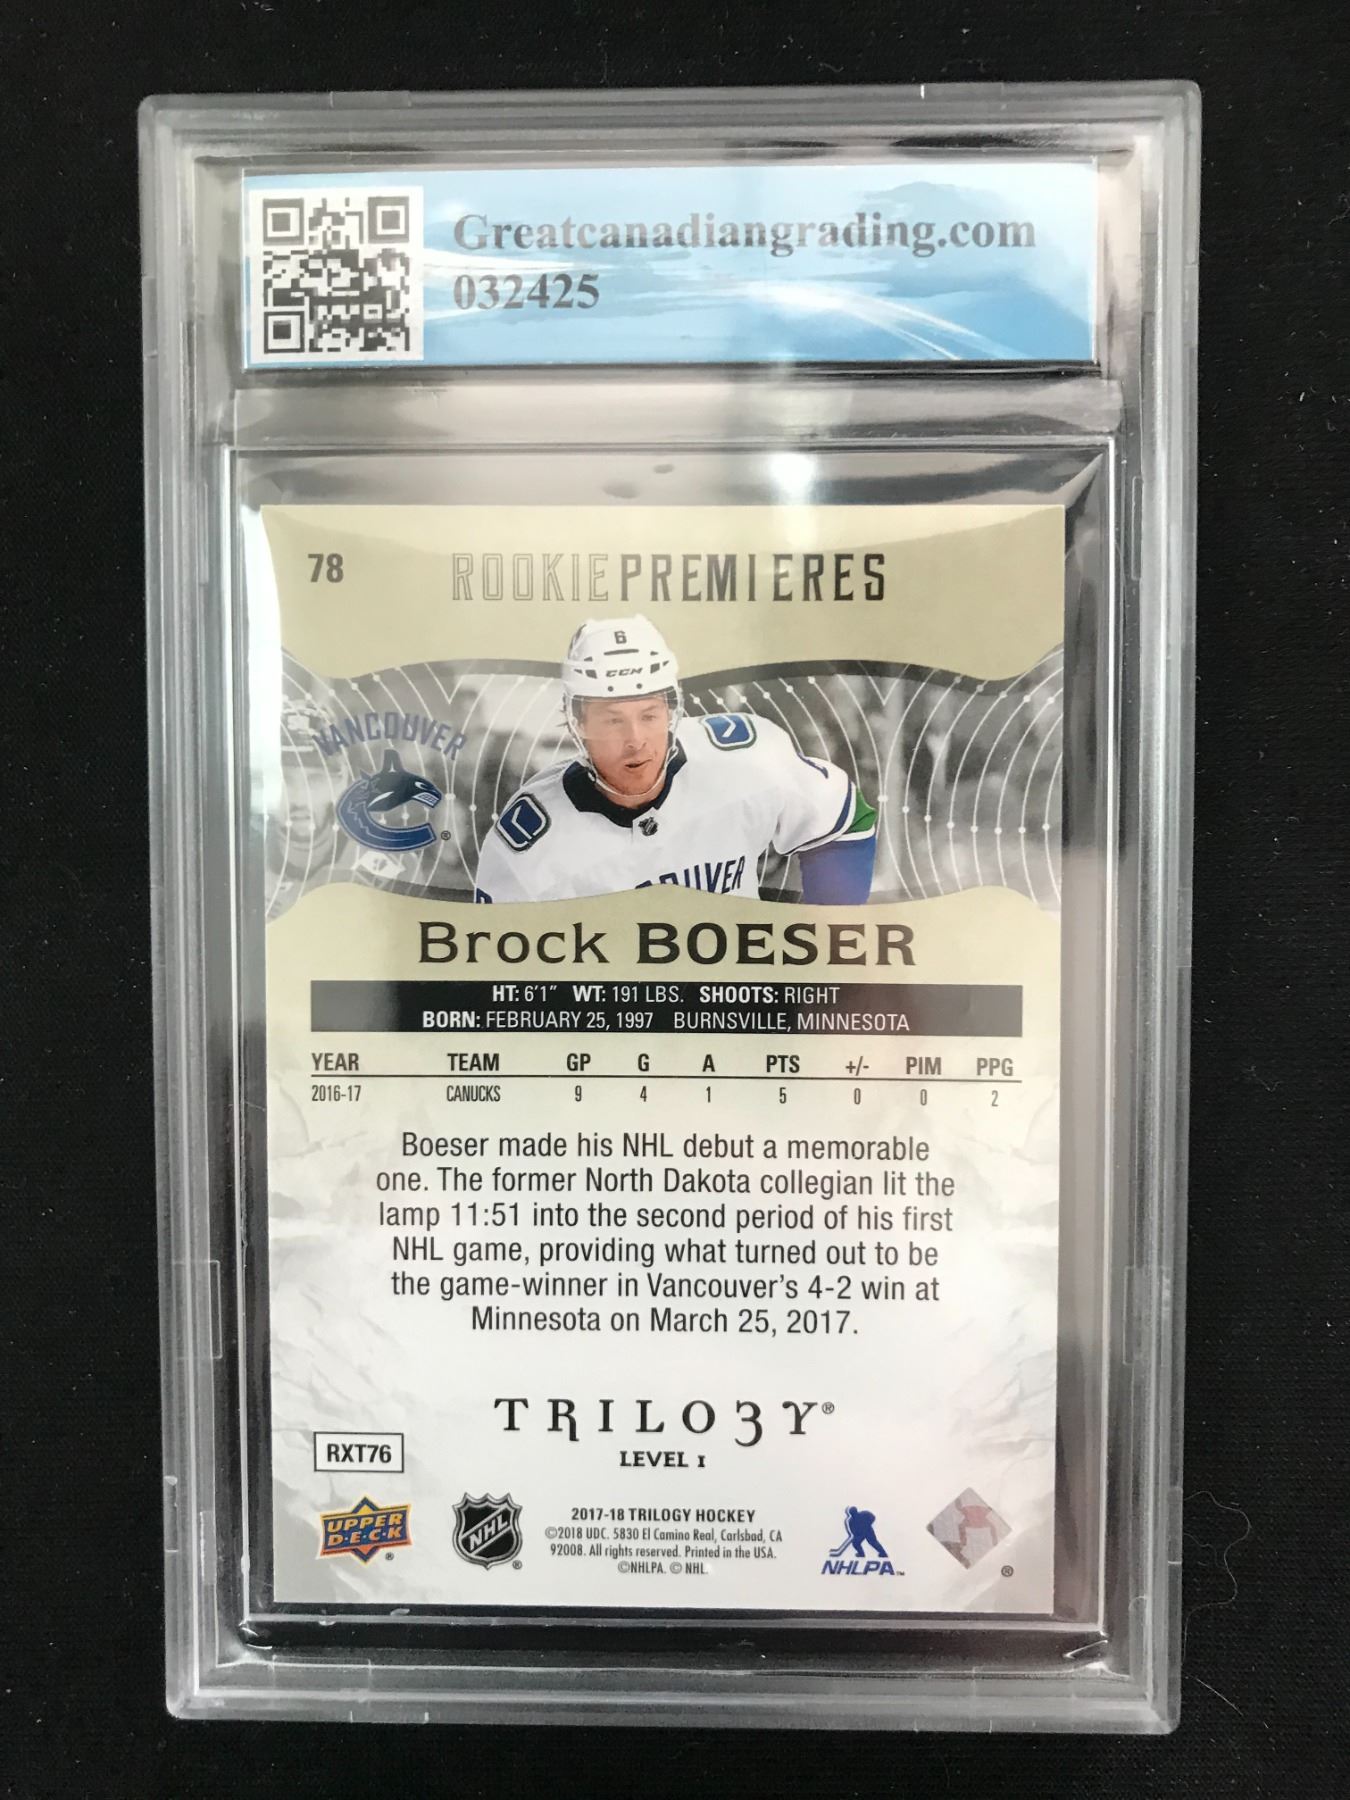 Greatcanadiangrading.com
032425
78
ROOKIE PREMIERES
6
CCM
VANCOUVER
®
UVER
Brock BOESER
HT: 6'1" WT: 191 LBS. SHOOTS: RIGHT
BORN: FEBRUARY 25, 1997 BURNSVILLE, MINNESOTA
YEAR TEAM GP G A PTS +/- PIM PPG
2016-17 CANUCKS 9 4 1 5 0 0 2
Boeser made his NHL debut a memorable
one. The former North Dakota collegian lit the
lamp 11:51 into the second period of his first
NHL game, providing what turned out to be
the game-winner in Vancouver's 4-2 win at
Minnesota on March 25, 2017.
TRILO3Y®
LEVEL I
RXT76
UPPER
D·E·C·K
®
NHL
®
2017-18 TRILOGY HOCKEY
©2018 UDC. 5830 El Camino Real, Carlsbad, CA
92008. All rights reserved. Printed in the USA.
©NHLPA. © NHL.
NHLPA™
®